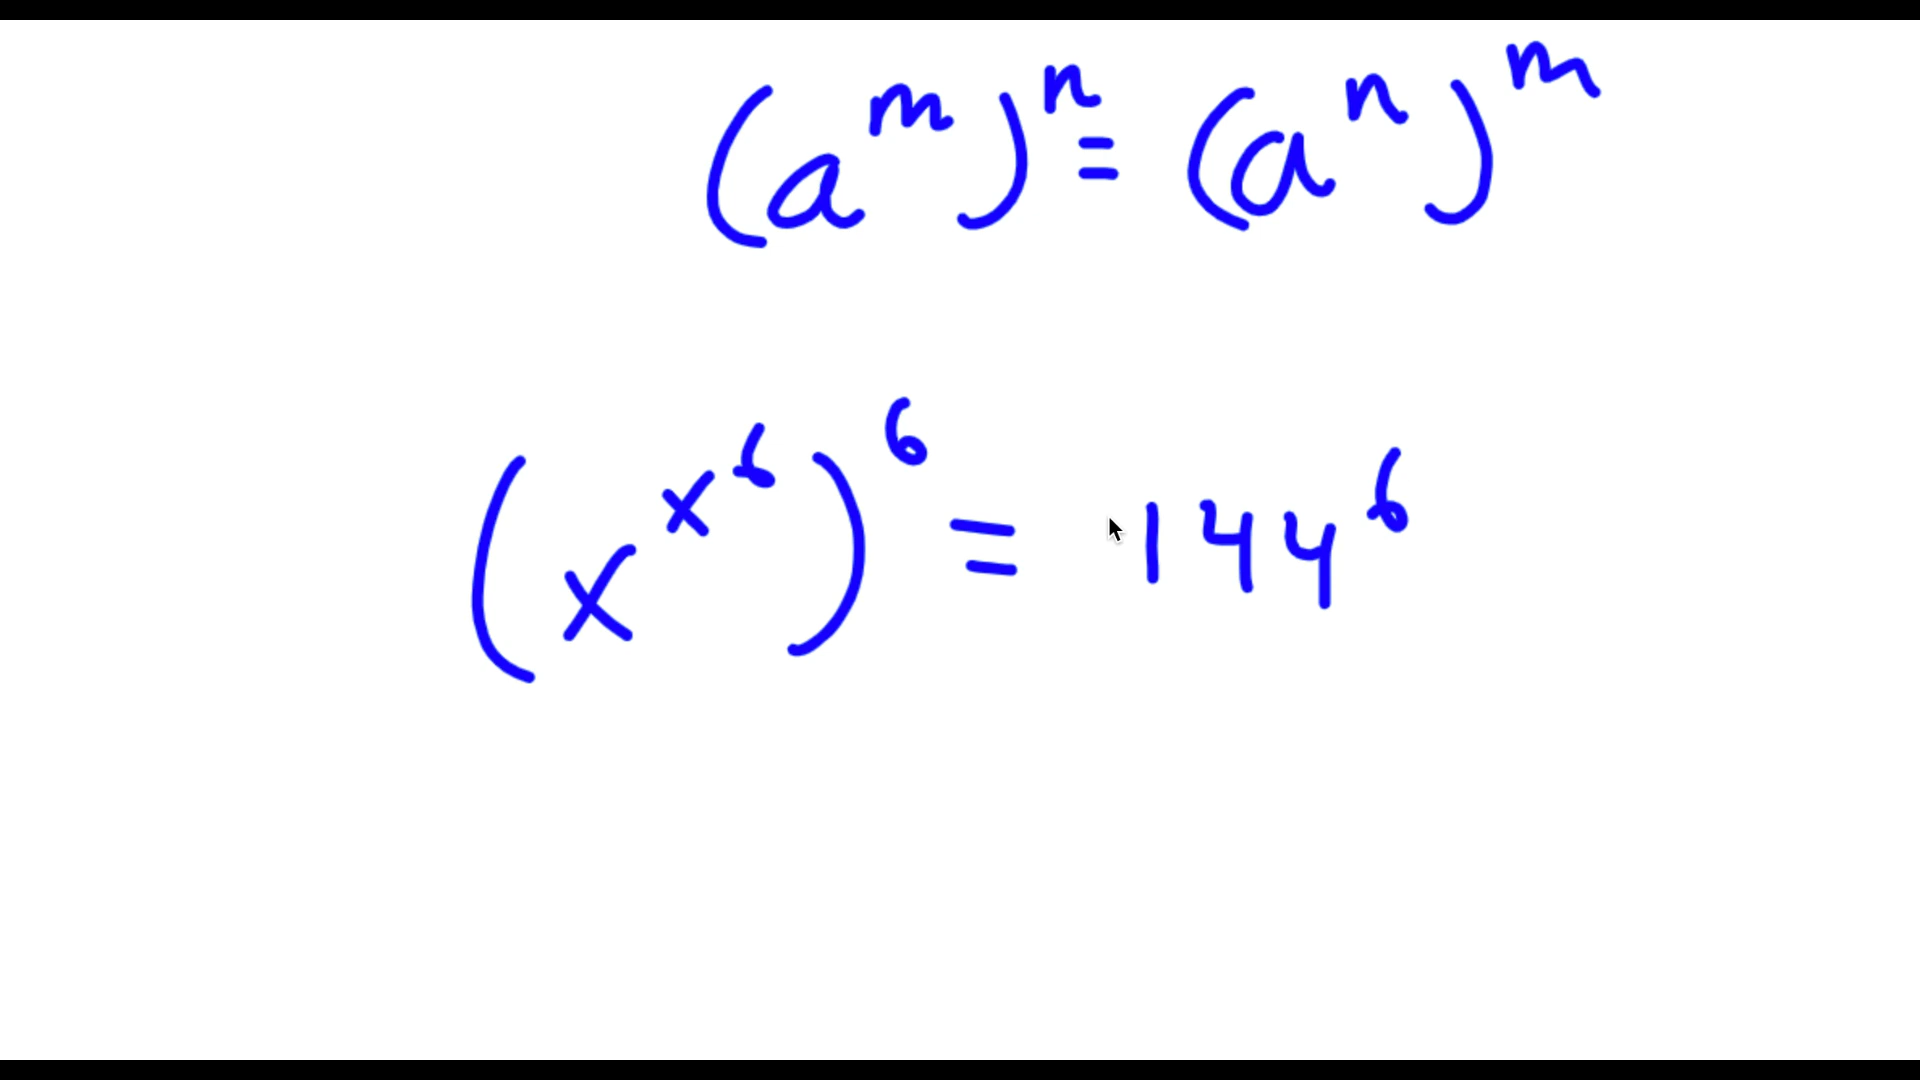 (a^m)^n = (a^n)^m
(x^{x^6})^6 = 144^6